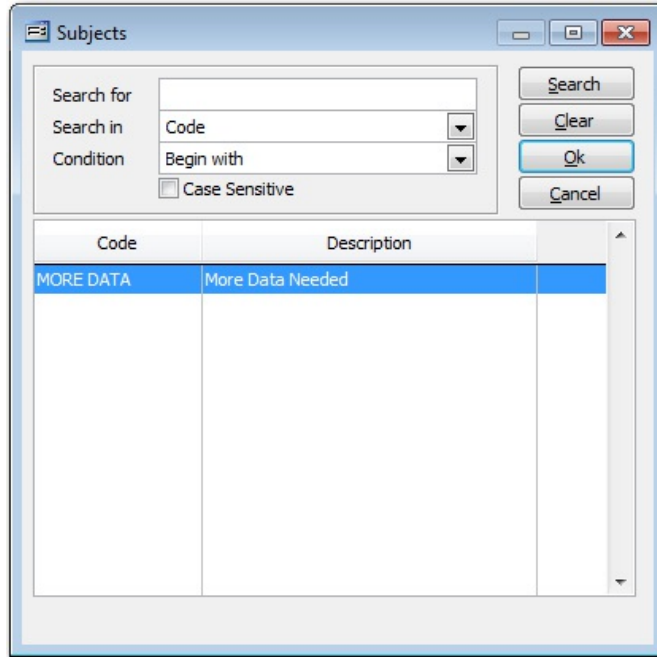 Subjects
Search for
Search in Code
Condition Begin with
Case Sensitive
Search
Clear
Ok
Cancel
Code Description
MORE DATA More Data Needed